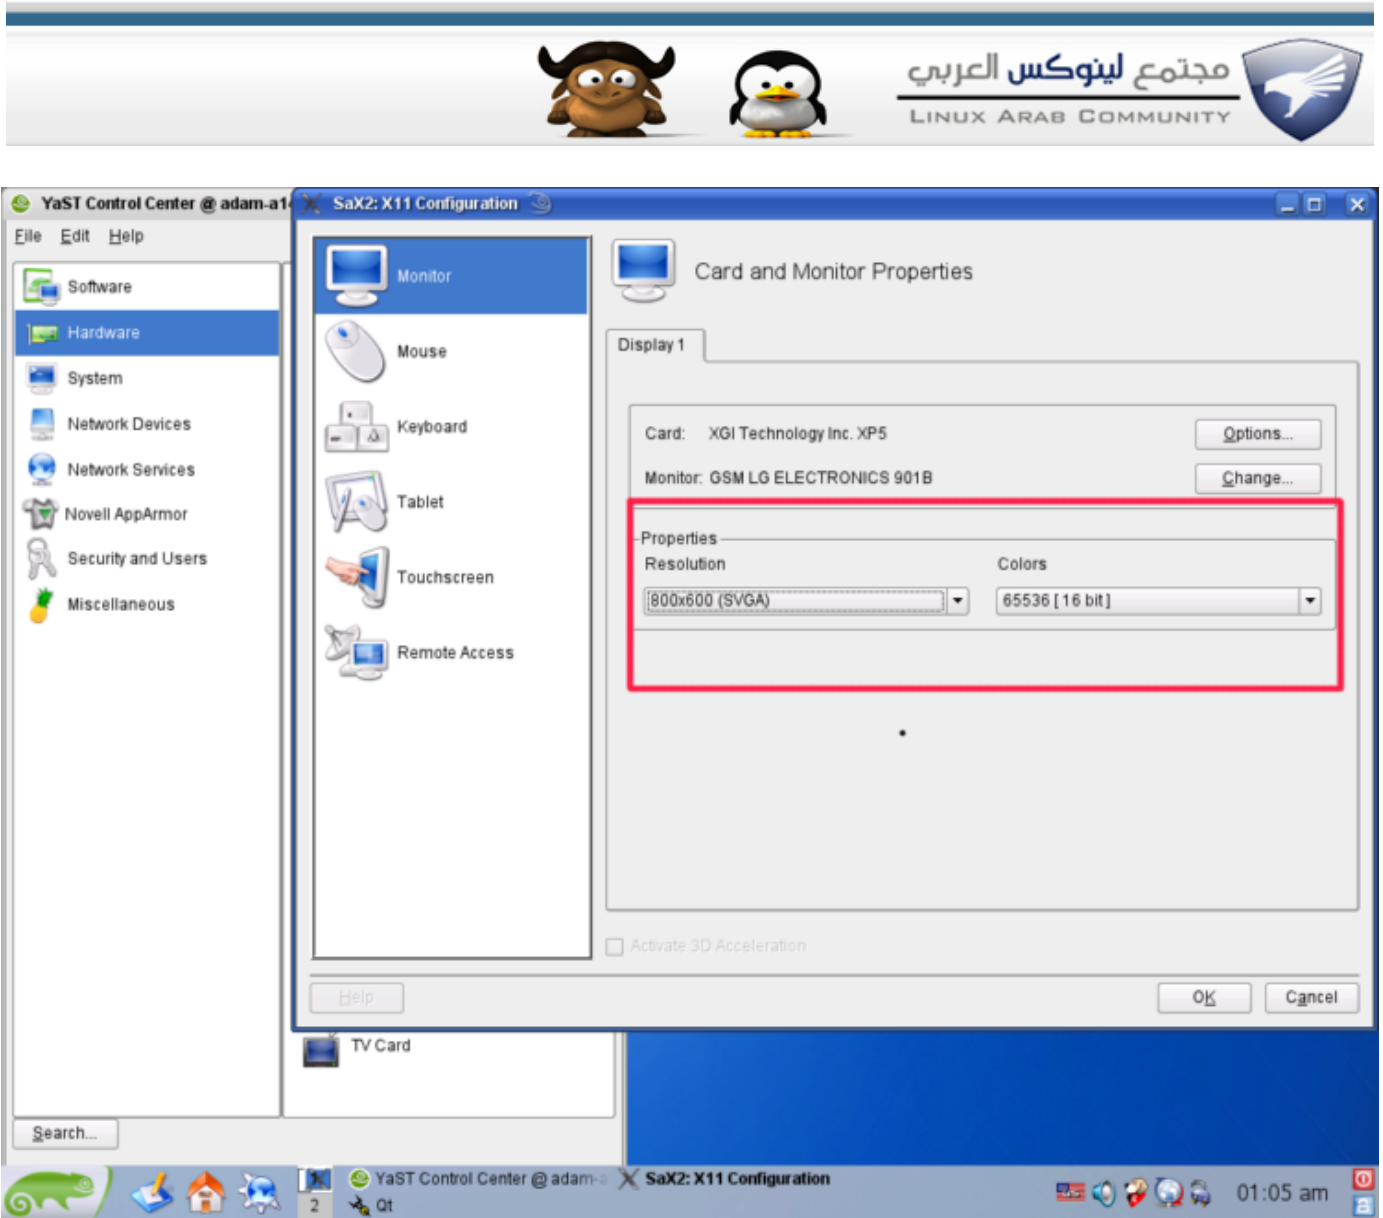 مجتمع لينوكس العربي
LINUX ARAB COMMUNITY
YaST Control Center @ adam-a1
File Edit Help
Software
Hardware
System
Network Devices
Network Services
Novell AppArmor
Security and Users
Miscellaneous
Search...
SaX2: X11 Configuration
Monitor
Mouse
Keyboard
Tablet
Touchscreen
Remote Access
Card and Monitor Properties
Display 1
Card: XGI Technology Inc. XP5
Options...
Monitor: GSM LG ELECTRONICS 901B
Change...
Properties
Resolution Colors
800x600 (SVGA) 65536 [ 16 bit ]
Activate 3D Acceleration
Help OK Cancel
TV Card
YaST Control Center @ adam-a SaX2: X11 Configuration
2 Qt
01:05 am